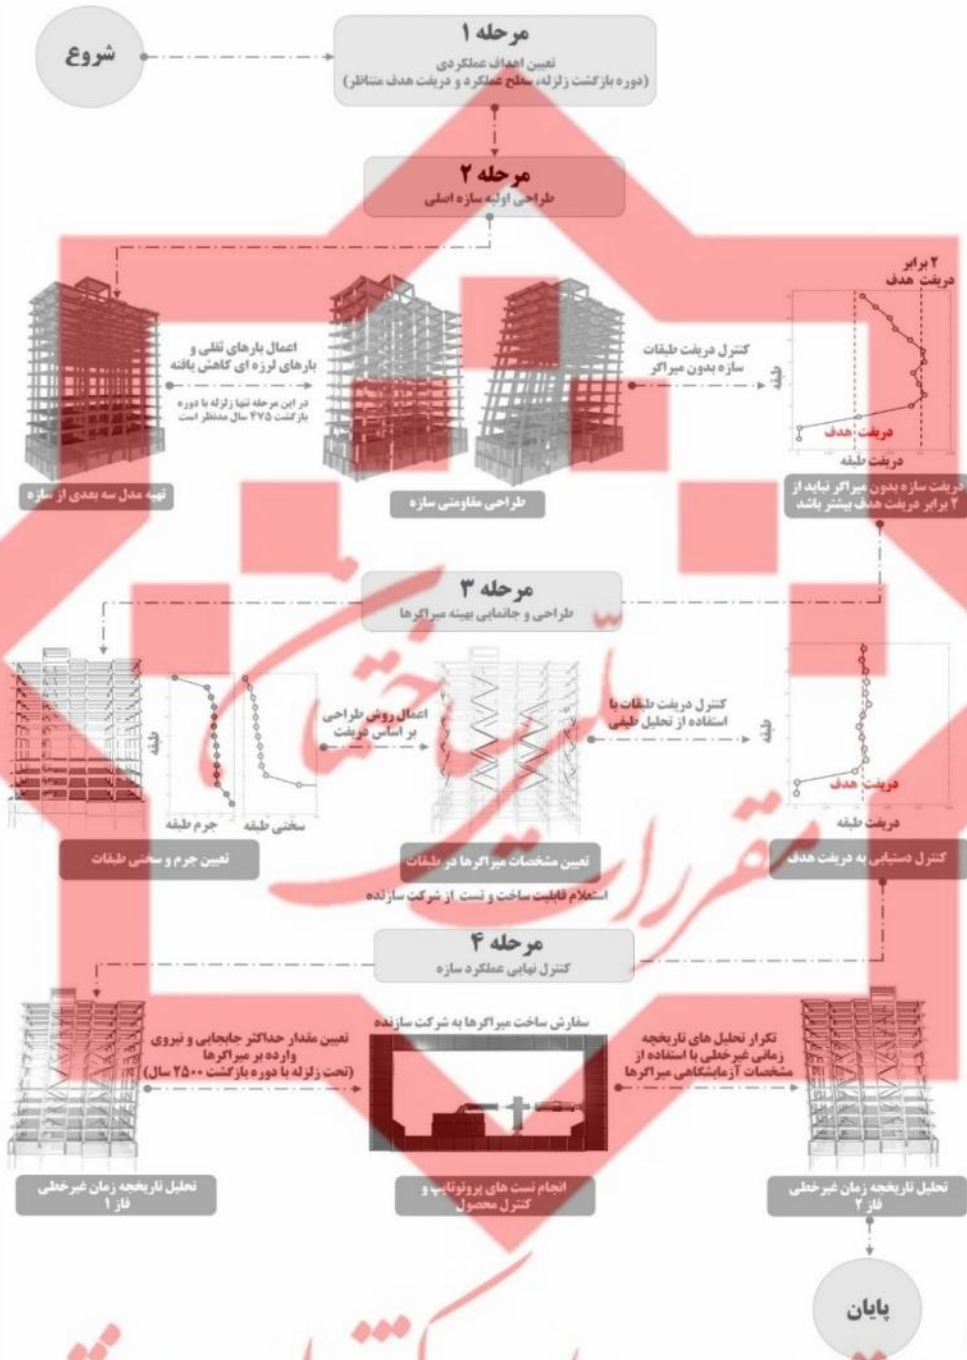 شروع
مرحله ۱
تعیین اهداف عملکردی
(دوره بازگشت زلزله، سطح عملکرد و دریفت هدف متناظر)
مرحله ۲
طراحی اولیه سازه اصلی
اعمال بارهای ثقلی و
بارهای لرزه ای کاهش یافته
در این مرحله تنها زلزله با دوره
بازگشت ۴۷۵ سال مدنظر است
کنترل دریفت طبقات
سازه بدون میراگر
۲ برابر
دریفت هدف
طبقه
دریفت هدف
دریفت طبقه
تهیه مدل سه بعدی از سازه
طراحی مقاومتی سازه
دریفت سازه بدون میراگر نباید از
۲ برابر دریفت هدف بیشتر باشد
مرحله ۳
طراحی و جانمایی بهینه میراگرها
طبقه
جرم طبقه
سختی طبقه
اعمال روش طراحی
بر اساس دریفت
کنترل دریفت طبقات با
استفاده از تحلیل طیفی
طبقه
دریفت هدف
دریفت طبقه
تعیین جرم و سختی طبقات
تعیین مشخصات میراگرها در طبقات
کنترل دستیابی به دریفت هدف
استعلام قابلیت ساخت و تست از شرکت سازنده
مرحله ۴
کنترل نهایی عملکرد سازه
تعیین مقدار حداکثر جابجایی و نیروی
وارده بر میراگرها
(تحت زلزله با دوره بازگشت ۲۵۰۰ سال)
سفارش ساخت میراگرها به شرکت سازنده
تکرار تحلیل های تاریخچه
زمانی غیرخطی با استفاده از
مشخصات آزمایشگاهی میراگرها
تحلیل تاریخچه زمان غیرخطی
فاز ۱
انجام تست های پروتوتایپ و
کنترل محصول
تحلیل تاریخچه زمان غیرخطی
فاز ۲
پایان
مقررات ملی ساختمان